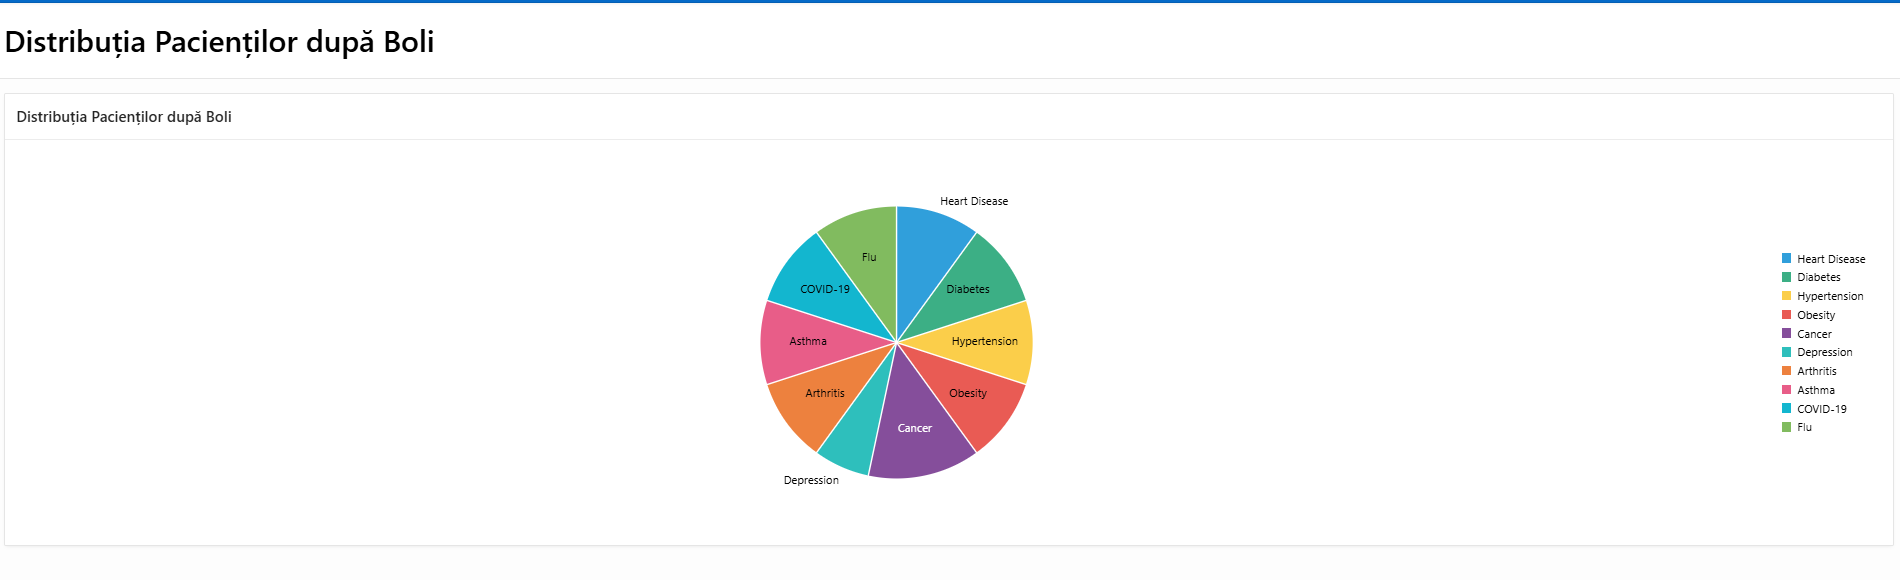 Distribuția Pacienților după Boli
Distribuția Pacienților după Boli
Heart Disease
Flu
COVID-19
Diabetes
Asthma
Hypertension
Arthritis
Obesity
Cancer
Depression
Heart Disease
Diabetes
Hypertension
Obesity
Cancer
Depression
Arthritis
Asthma
COVID-19
Flu